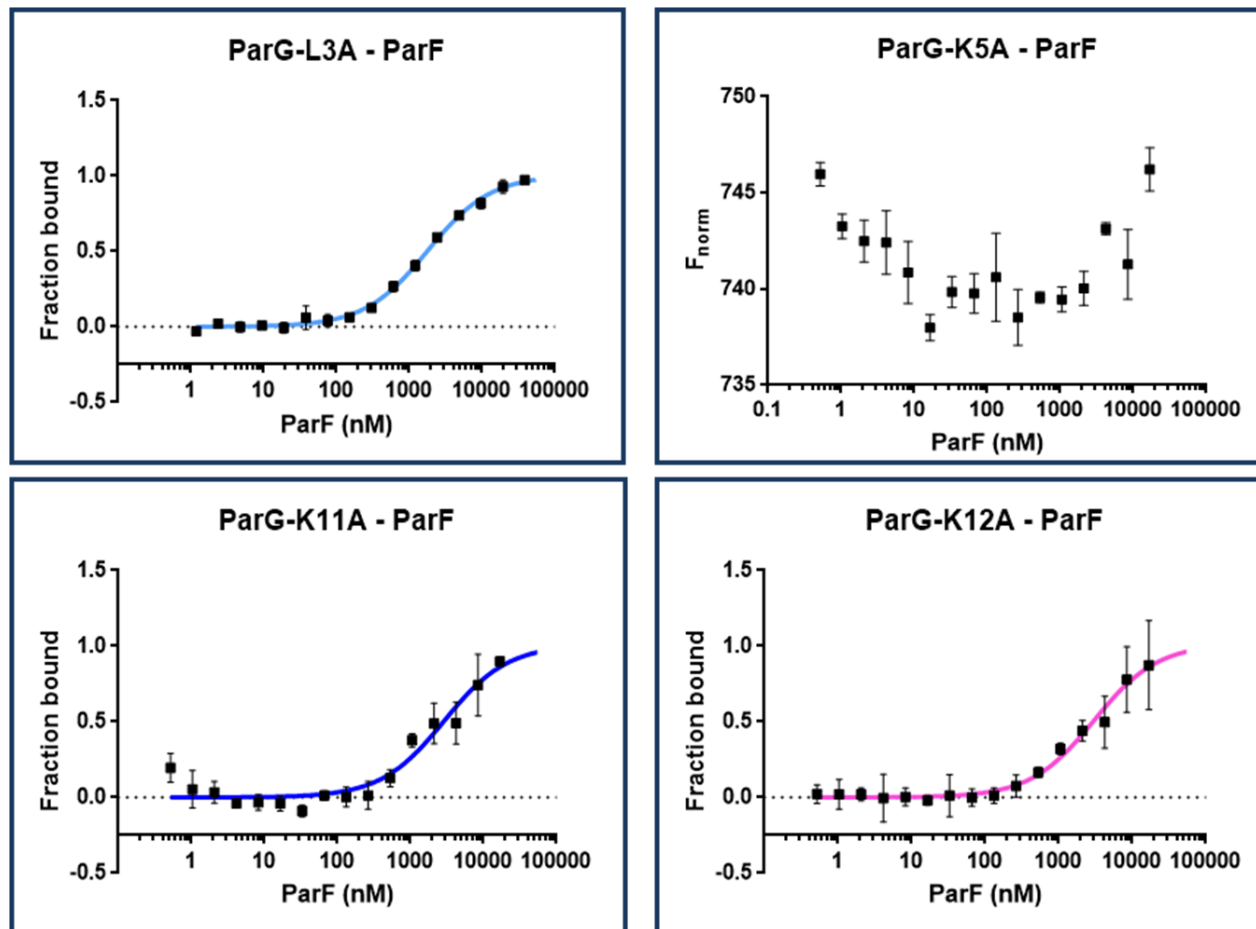 ParG-L3A - ParF
Fraction bound
1.5
1.0
0.5
0.0
-0.5
1 10 100 1000 10000 100000
ParF (nM)
ParG-K5A - ParF
Fnorm
750
745
740
735
0.1 1 10 100 1000 10000 100000
ParF (nM)
ParG-K11A - ParF
Fraction bound
1.5
1.0
0.5
0.0
-0.5
1 10 100 1000 10000 100000
ParF (nM)
ParG-K12A - ParF
Fraction bound
1.5
1.0
0.5
0.0
-0.5
1 10 100 1000 10000 100000
ParF (nM)